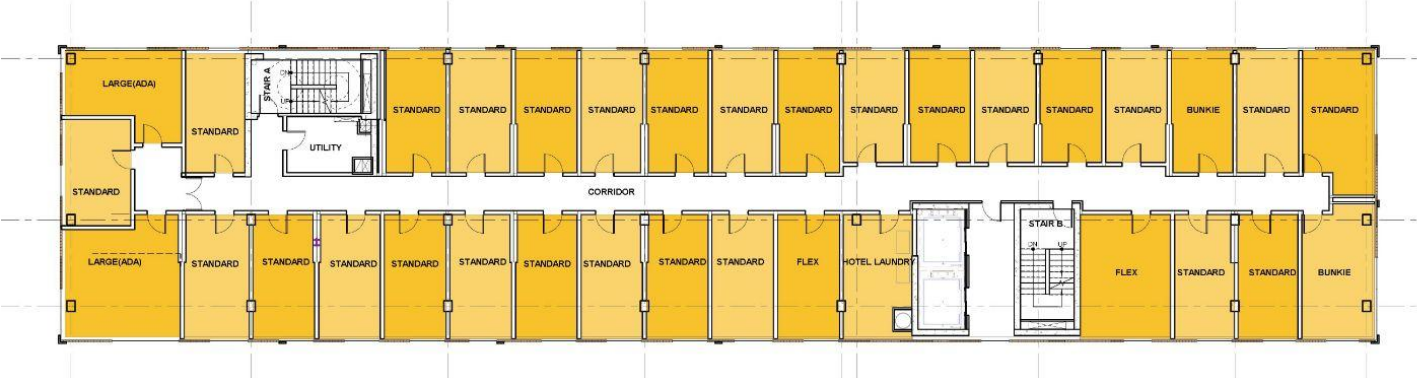 LARGE(ADA)
STANDARD
STAIR A
DN
UP
UTILITY
STANDARD
STANDARD
STANDARD
STANDARD
STANDARD
STANDARD
STANDARD
STANDARD
STANDARD
STANDARD
STANDARD
STANDARD
BUNKIE
STANDARD
STANDARD
STANDARD
CORRIDOR
LARGE(ADA)
STANDARD
STANDARD
STANDARD
STANDARD
STANDARD
STANDARD
STANDARD
STANDARD
STANDARD
FLEX
HOTEL LAUNDRY
STAIR B
DN
UP
FLEX
STANDARD
STANDARD
BUNKIE